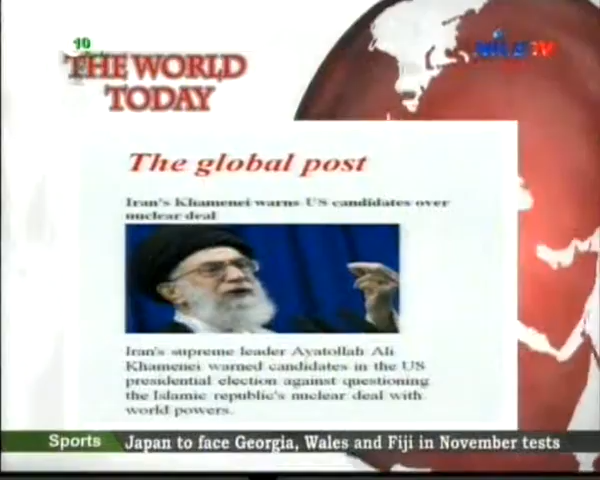 10
THE WORLD
TODAY
NILE TV
The global post
Iran's Khamenei warns US candidates over
nuclear deal
Iran's supreme leader Ayatollah Ali
Khamenei warned candidates in the US
presidential election against questioning
the Islamic republic's nuclear deal with
world powers.
Sports
Japan to face Georgia, Wales and Fiji in November tests